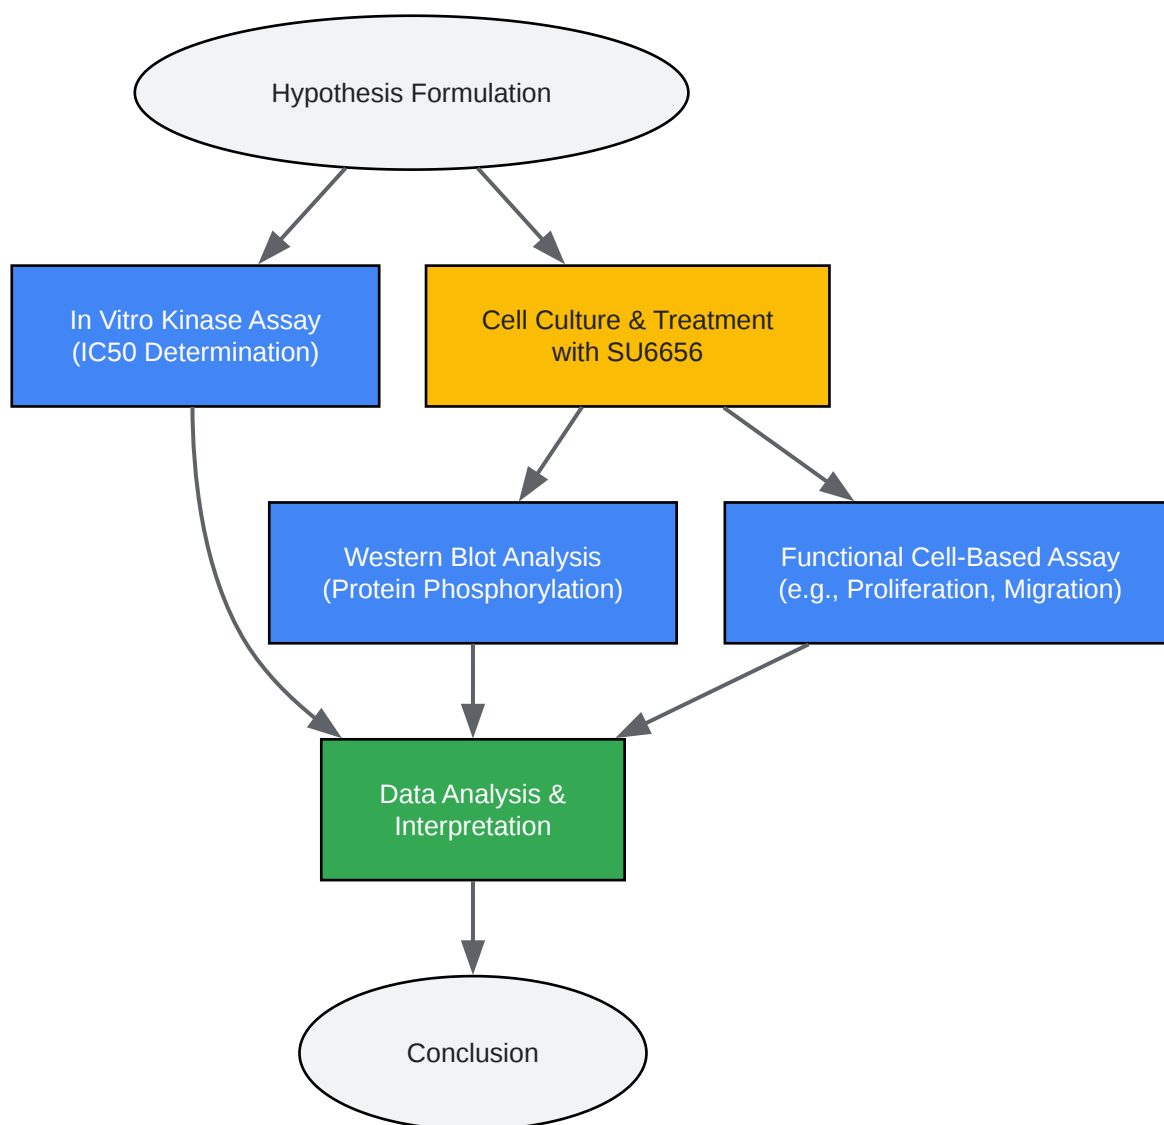 Hypothesis Formulation
In Vitro Kinase Assay
(IC50 Determination)
Cell Culture & Treatment
with SU6656
Western Blot Analysis
(Protein Phosphorylation)
Functional Cell-Based Assay
(e.g., Proliferation, Migration)
Data Analysis &
Interpretation
Conclusion